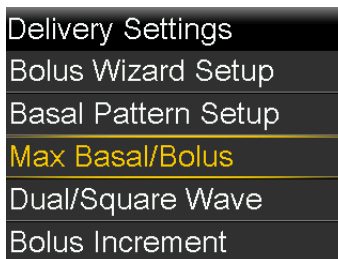 Delivery Settings
Bolus Wizard Setup
Basal Pattern Setup
Max Basal/Bolus
Dual/Square Wave
Bolus Increment